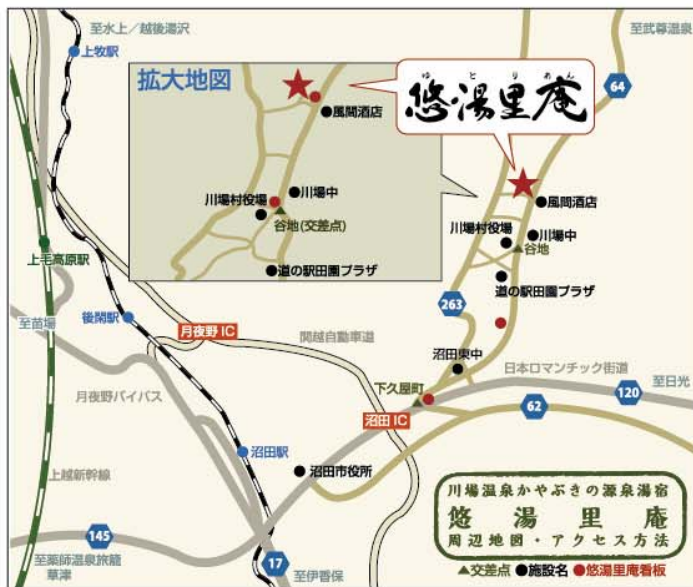 至水上／越後湯沢
上牧駅
至武尊温泉
拡大地図
ゆとりあん
悠・湯里庵
64
風間酒店
川場村役場
川場中
谷地(交差点)
道の駅田園プラザ
風間酒店
川場村役場
川場中
谷地
道の駅田園プラザ
上毛高原駅
至苗場
後閑駅
月夜野 IC
関越自動車道
263
沼田東中
日本ロマンチック街道
至日光
月夜野バイパス
下久屋町
120
沼田 IC
62
沼田駅
沼田市役所
上越新幹線
145
至薬師温泉旅籠
草津
17
至伊香保
川場温泉かやぶきの源泉湯宿
悠湯里庵
周辺地図・アクセス方法
▲交差点 ●施設名 ●悠湯里庵看板